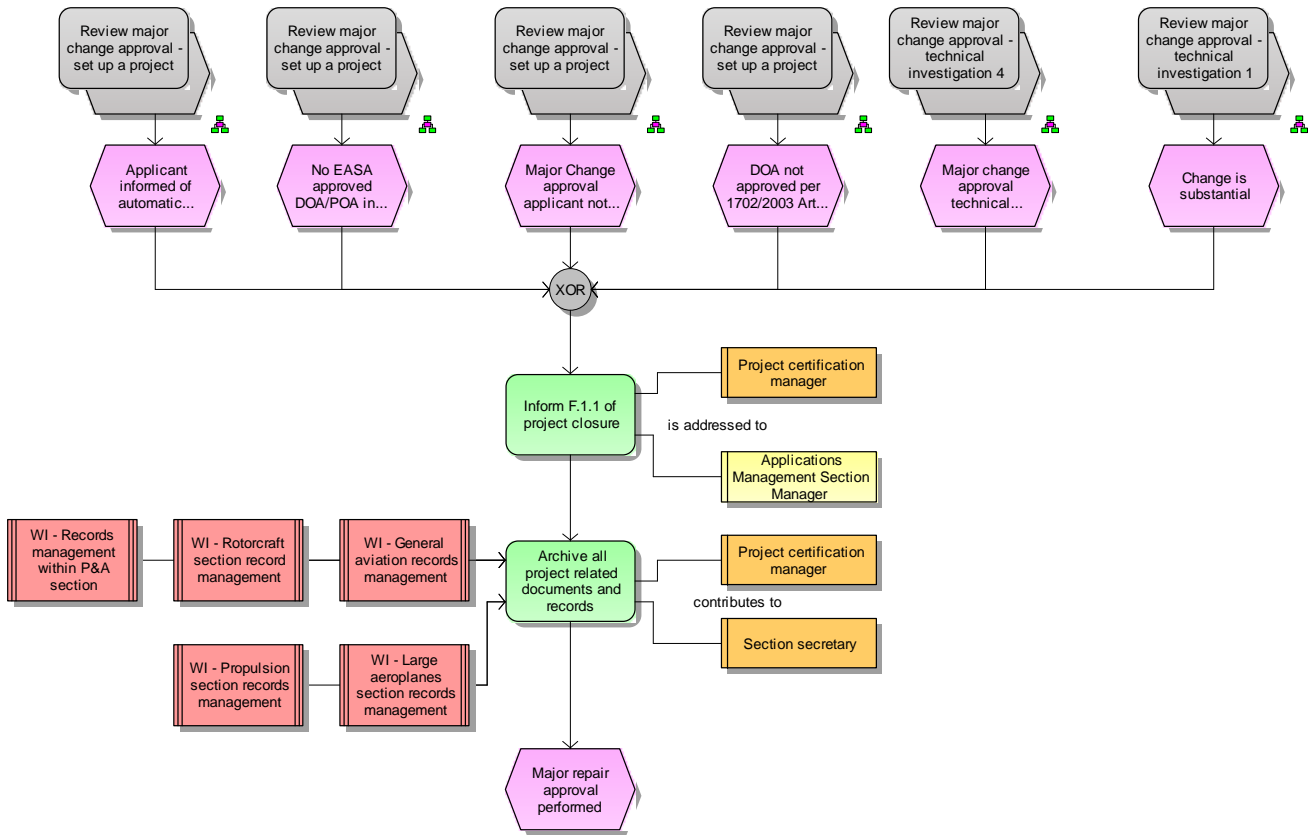 Review major
change approval -
set up a project
Review major
change approval -
set up a project
Review major
change approval -
set up a project
Review major
change approval -
set up a project
Review major
change approval -
technical
investigation 4
Review major
change approval -
technical
investigation 1
Applicant
informed of
automatic...
No EASA
approved
DOA/POA in...
Major Change
approval
applicant not...
DOA not
approved per
1702/2003 Art...
Major change
approval
technical...
Change is
substantial
XOR
Inform F.1.1 of
project closure
Project certification
manager
is addressed to
Applications
Management Section
Manager
WI - Records
management
within P&A
section
WI - Rotorcraft
section record
management
WI - General
aviation records
management
Archive all
project related
documents and
records
Project certification
manager
contributes to
Section secretary
WI - Propulsion
section records
management
WI - Large
aeroplanes
section records
management
Major repair
approval
performed